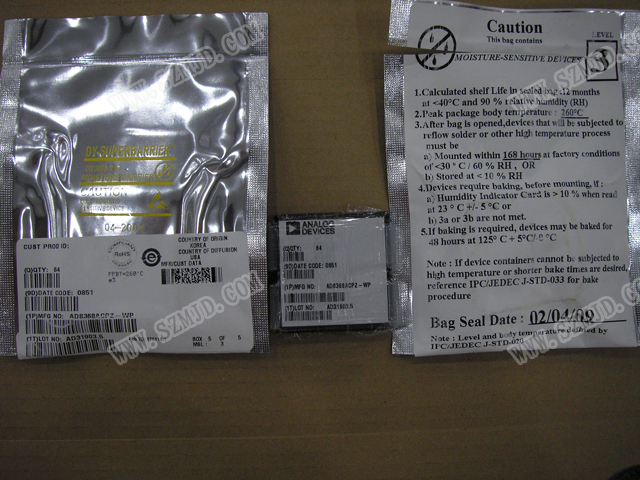 DY-SUPERBARRIER
CAUTION
CUST PROD ID:
(Q)QTY: 64
(9D)DATE CODE: 0851
(1P)MFG NO: AD8368ACPZ-WP
(1T)LOT NO: AD31903.5
RoHS
PPBT=260°C
e3
COUNTRY OF ORIGIN
KOREA
COUNTRY OF DIFFUSION
USA
MFR/CUST DATA
BOX 5 OF 5
MSL: 3
ANALOG
DEVICES
(Q)QTY: 64
(9D)DATE CODE: 0851
(1P)MFG NO: AD8368ACPZ-WP
(1T)LOT NO: AD31903.5
Caution
This bag contains
MOISTURE-SENSITIVE DEVICES
LEVEL
3
1.Calculated shelf Life in sealed bag :12 months
at <40°C and 90 % relative humidity (RH)
2.Peak package body temperature : 260°C
3.After bag is opened,devices that will be subjected to
reflow solder or other high temperature process
must be
a) Mounted within 168 hours at factory conditions
of <30 ° C / 60 % RH , OR
b) Stored at < 10 % RH
4.Devices require baking, before mounting, if :
a) Humidity Indicator Card is > 10 % when read
at 23 ° C +/- 5 °C or
b) 3a or 3b are not met.
5.If baking is required, devices may be baked for
48 hours at 125° C + 5°C/-0 °C
Note : If device containers cannot be subjected to
high temperature or shorter bake times are desired,
reference IPC/JEDEC J-STD-033 for bake
procedure
Bag Seal Date : 02/04/09
Note : Level and body temperature defined by
IPC/JEDEC J-STD-020
WWW.SZMJD.COM